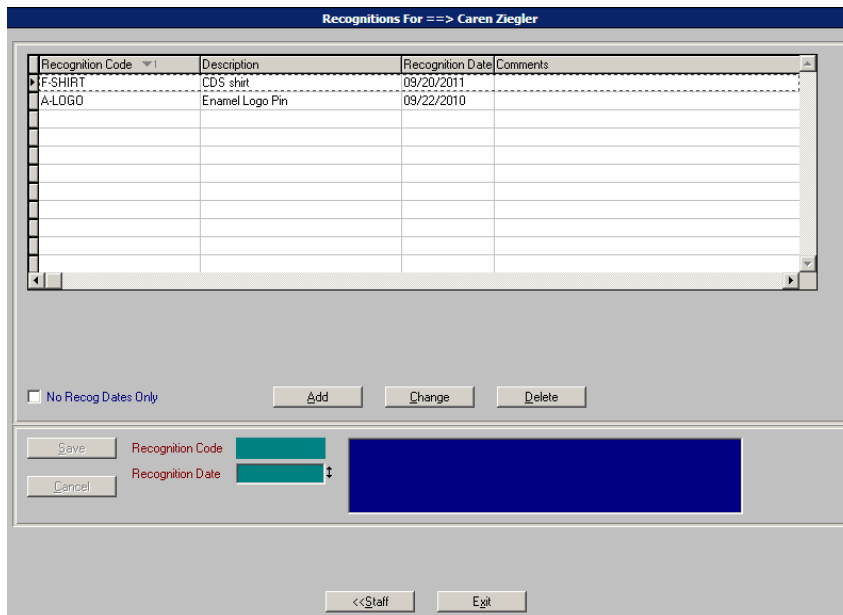 Recognitions For ==> Caren Ziegler
Recognition Code 1 Description Recognition Date Comments
F-SHIRT CDS shirt 09/20/2011
A-LOGO Enamel Logo Pin 09/22/2010
No Recog Dates Only Add Change Delete
Save Recognition Code
Recognition Date
Cancel
<<Staff Exit